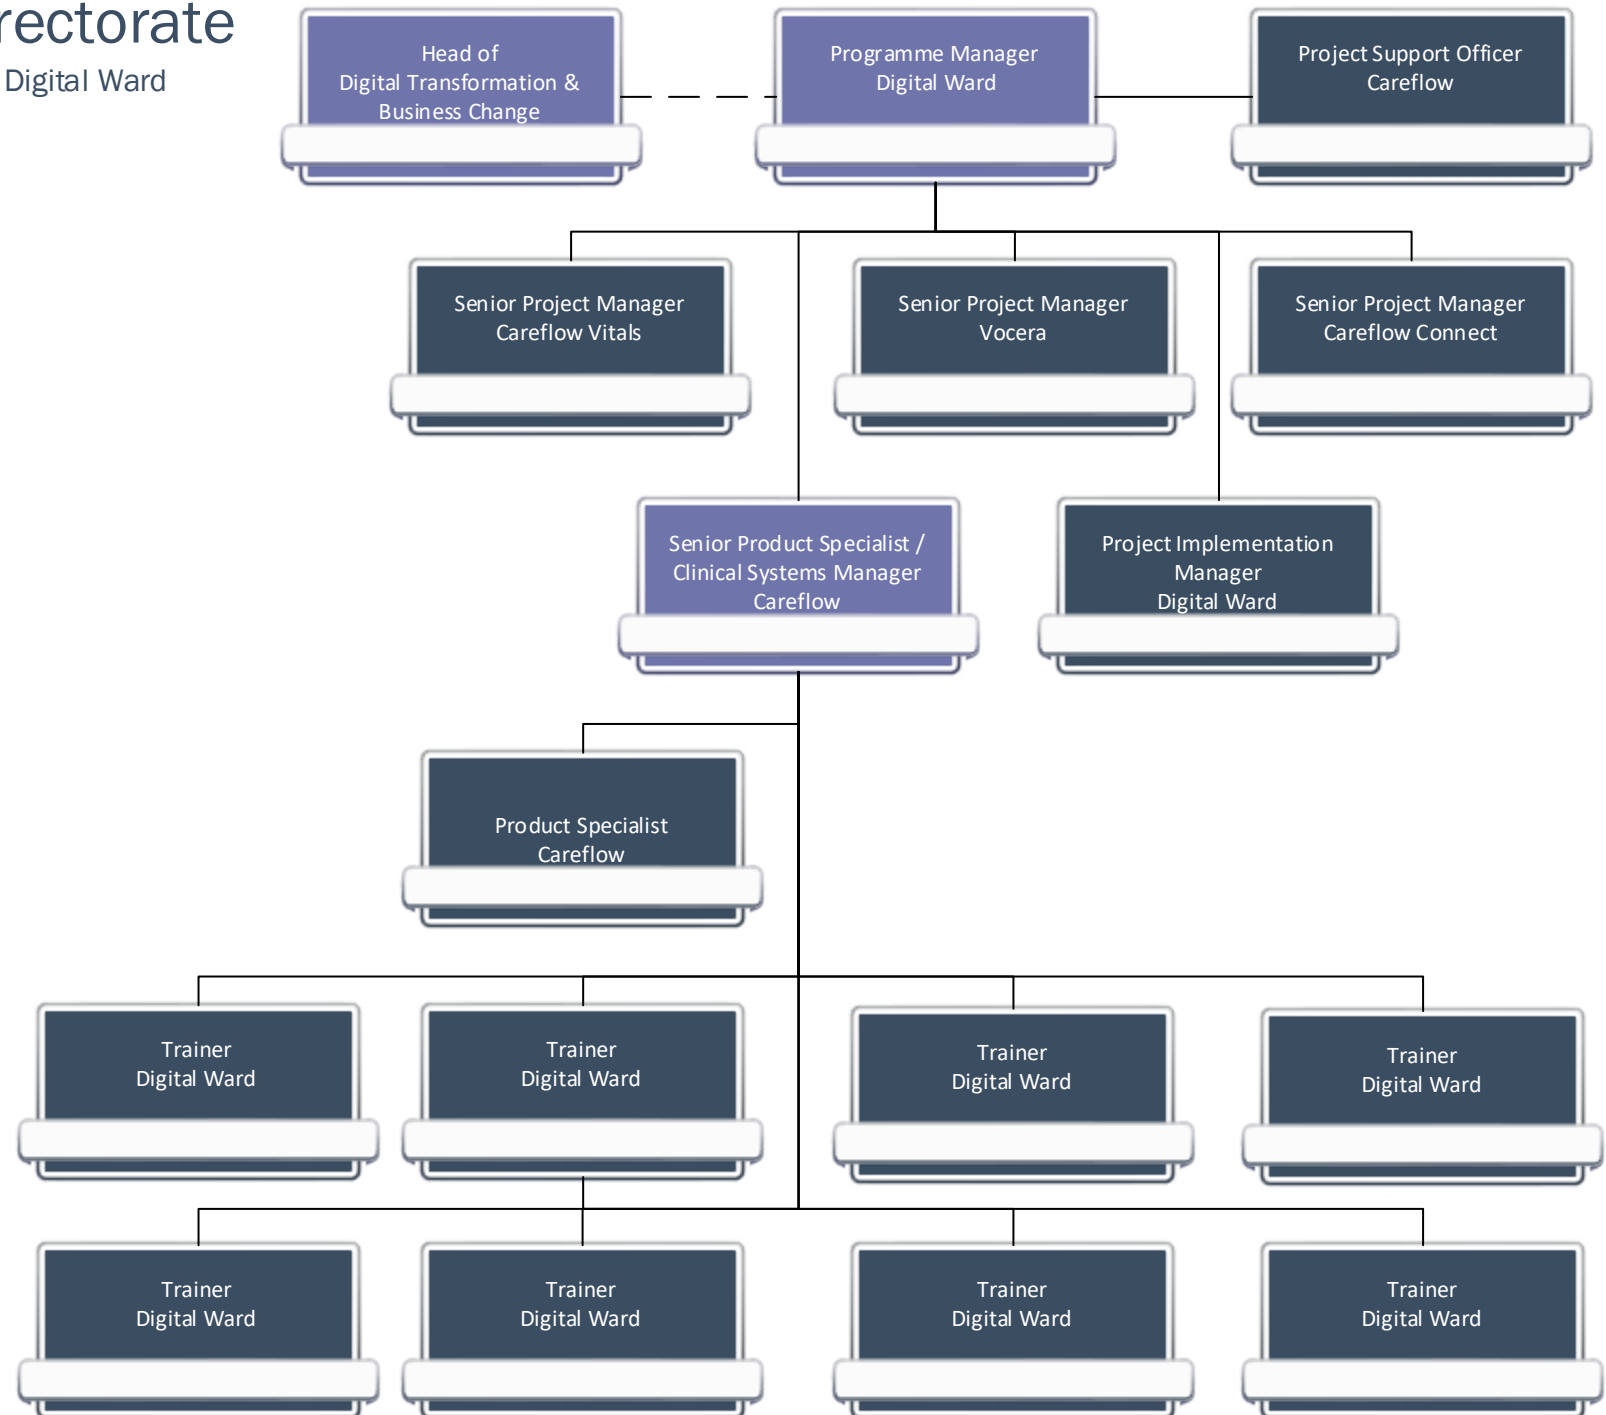 rectorate
Digital Ward
Head of
Digital Transformation &
Business Change
Programme Manager
Digital Ward
Project Support Officer
Careflow
Senior Project Manager
Careflow Vitals
Senior Project Manager
Vocera
Senior Project Manager
Careflow Connect
Senior Product Specialist /
Clinical Systems Manager
Careflow
Project Implementation
Manager
Digital Ward
Product Specialist
Careflow
Trainer
Digital Ward
Trainer
Digital Ward
Trainer
Digital Ward
Trainer
Digital Ward
Trainer
Digital Ward
Trainer
Digital Ward
Trainer
Digital Ward
Trainer
Digital Ward